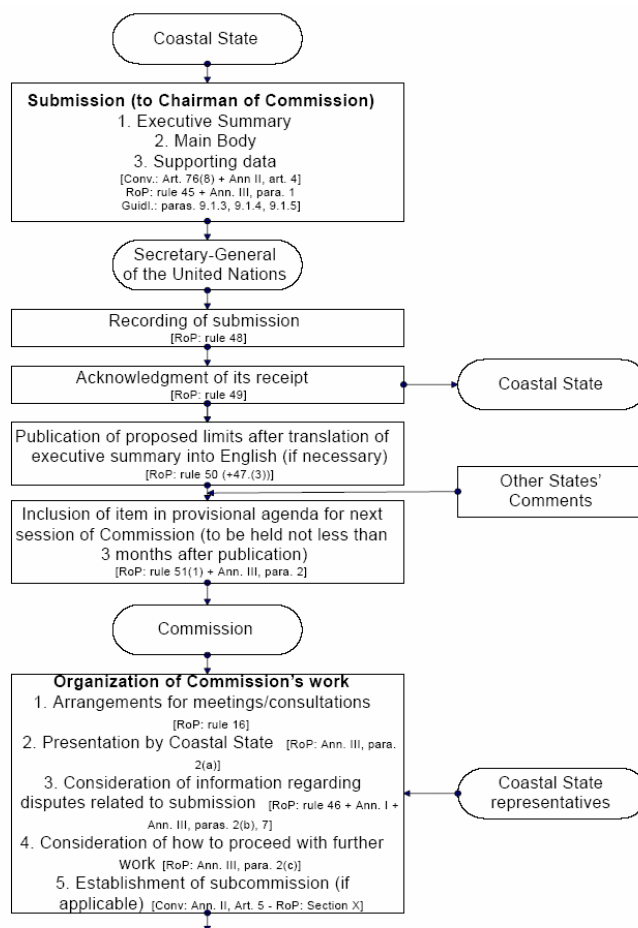 Coastal State
Submission (to Chairman of Commission)
1. Executive Summary
2. Main Body
3. Supporting data
[Conv.: Art. 76(8) + Ann II, art. 4]
RoP: rule 45 + Ann. III, para. 1
Guidl.: paras. 9.1.3, 9.1.4, 9.1.5]
Secretary-General
of the United Nations
Recording of submission
[RoP: rule 48]
Acknowledgment of its receipt
[RoP: rule 49]
Coastal State
Publication of proposed limits after translation of
executive summary into English (if necessary)
[RoP: rule 50 (+47.(3))]
Other States'
Comments
Inclusion of item in provisional agenda for next
session of Commission (to be held not less than
3 months after publication)
[RoP: rule 51(1) + Ann. III, para. 2]
Commission
Organization of Commission's work
1. Arrangements for meetings/consultations
[RoP: rule 16]
2. Presentation by Coastal State [RoP: Ann. III, para.
2(a)]
3. Consideration of information regarding
disputes related to submission [RoP: rule 46 + Ann. I +
Ann. III, paras. 2(b), 7]
4. Consideration of how to proceed with further
work [RoP: Ann. III, para. 2(c)]
5. Establishment of subcommission (if
applicable) [Conv: Ann. II, Art. 5 - RoP: Section X]
Coastal State
representatives